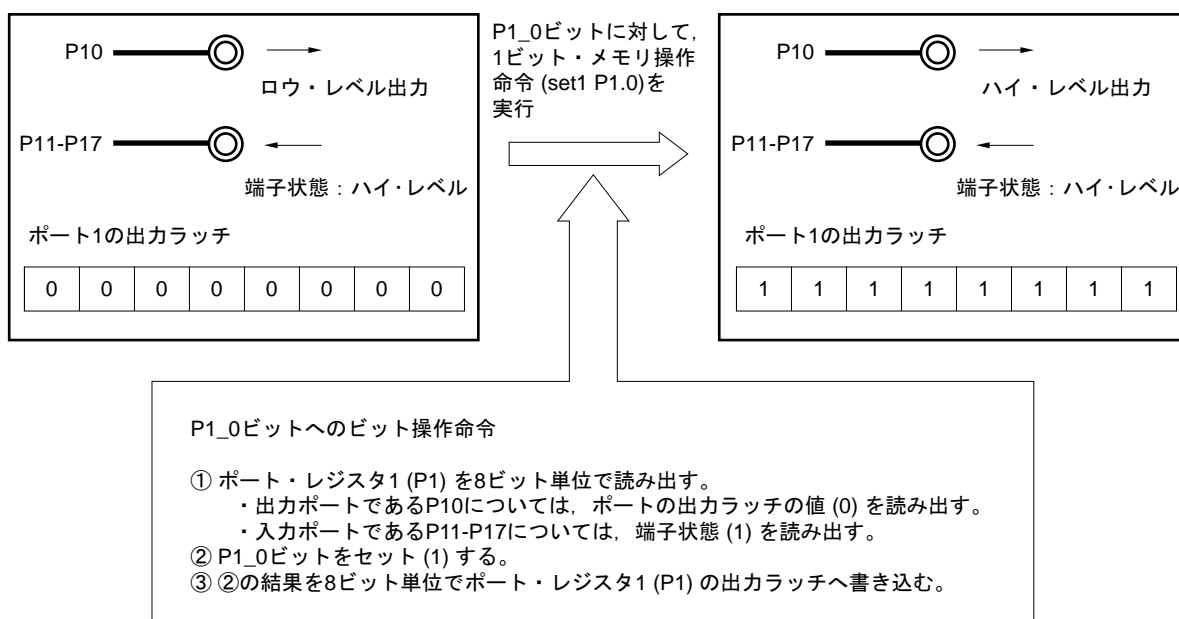 P10
ロウ・レベル出力
P11-P17
端子状態：ハイ・レベル
ポート1の出力ラッチ
0 0 0 0 0 0 0 0
P1_0ビットに対して,
1ビット・メモリ操作
命令 (set1 P1.0)を
実行
P10
ハイ・レベル出力
P11-P17
端子状態：ハイ・レベル
ポート1の出力ラッチ
1 1 1 1 1 1 1 1
P1_0ビットへのビット操作命令
① ポート・レジスタ1 (P1) を8ビット単位で読み出す。
・出力ポートであるP10については, ポートの出力ラッチの値 (0) を読み出す。
・入力ポートであるP11-P17については, 端子状態 (1) を読み出す。
② P1_0ビットをセット (1) する。
③ ②の結果を8ビット単位でポート・レジスタ1 (P1) の出力ラッチへ書き込む。